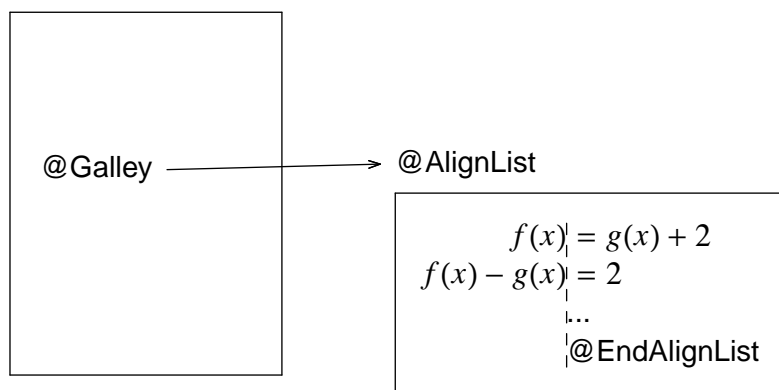 @Galley
@AlignList
f(x) = g(x) + 2
f(x) − g(x) = 2
...
@EndAlignList